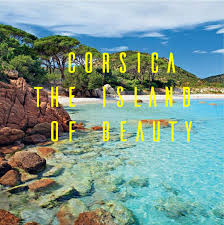 CORSICA
THE ISLAND
OF BEAUTY